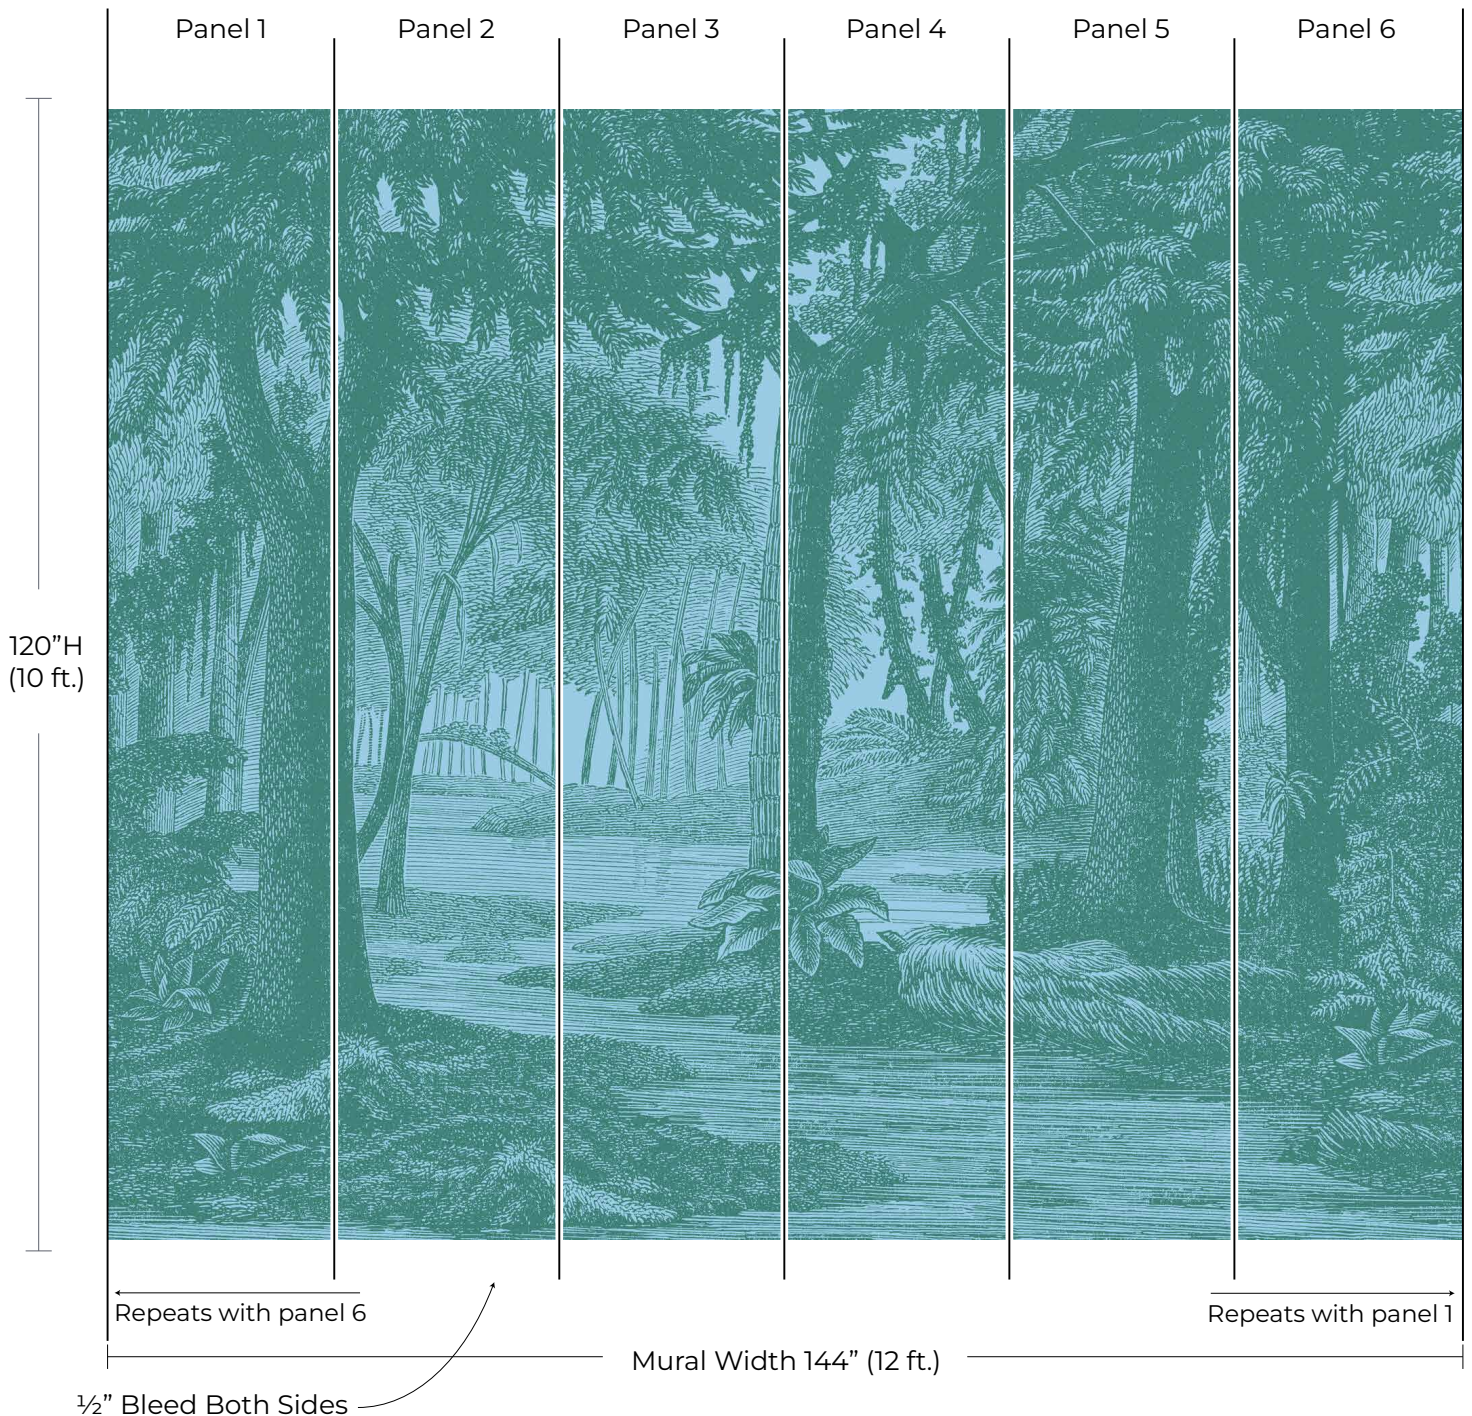 Panel 1
Panel 2
Panel 3
Panel 4
Panel 5
Panel 6
120”H
(10 ft.)
Repeats with panel 6
Repeats with panel 1
Mural Width 144” (12 ft.)
½” Bleed Both Sides